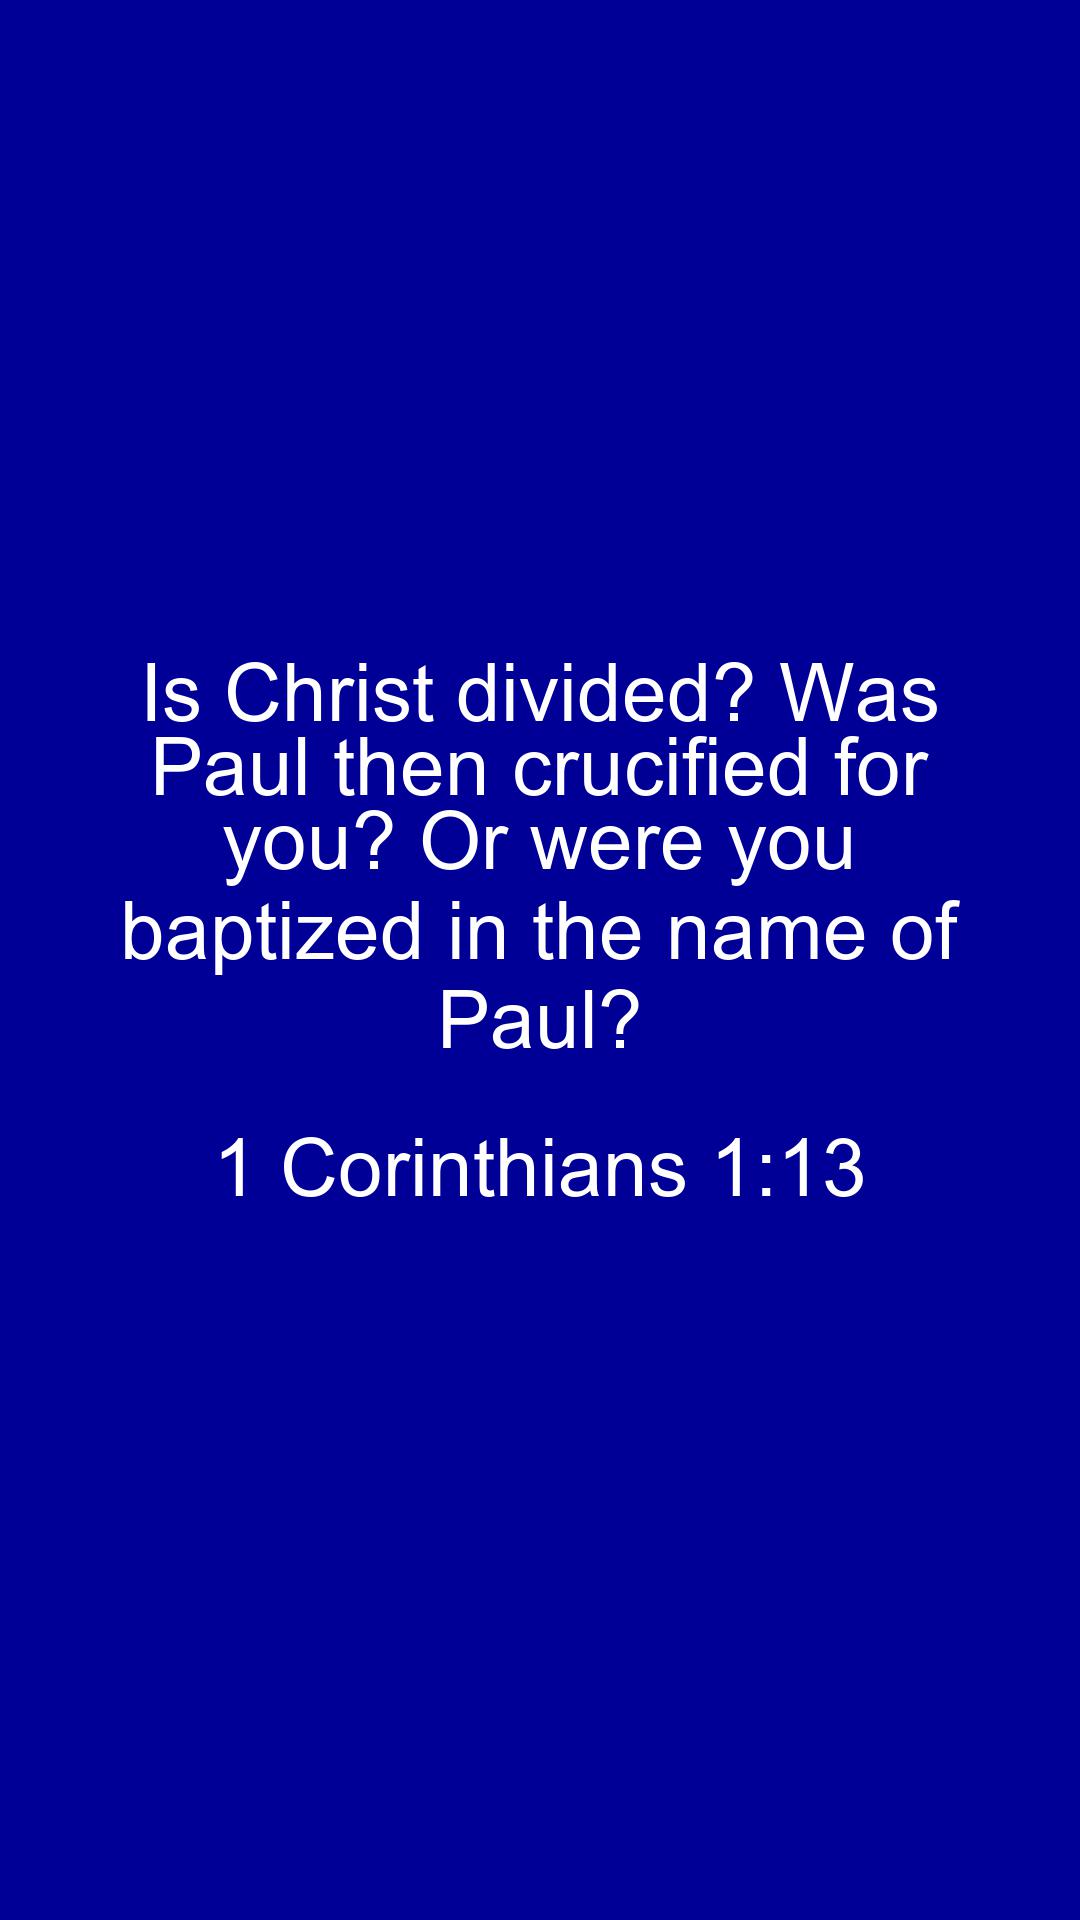 Is Christ divided? Was
Paul then crucified for
you? Or were you
baptized in the name of
Paul?
1 Corinthians 1:13